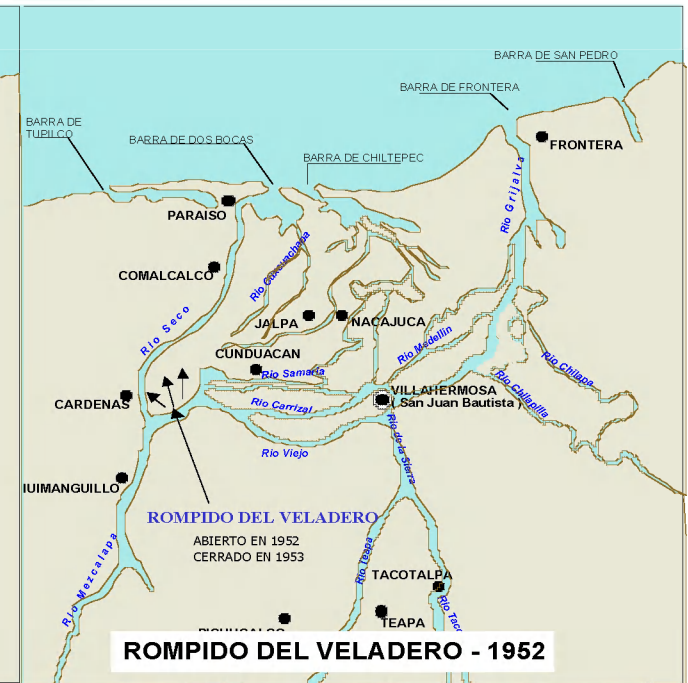 BARRA DE SAN PEDRO
BARRA DE FRONTERA
BARRA DE
TUPILCO
BARRA DE DOS BOCAS
FRONTERA
BARRA DE CHILTEPEC
PARAISO
Rio Grijalva
COMALCALCO
Rio Cuxcuachapa
Rio Seco
JALPA
NACAJUCA
Rio Medellin
CUNDUACAN
Rio Samaria
Rio Chilapa
CARDENAS
Rio Carrizal
VILLAHERMOSA
( San Juan Bautista )
Rio Chilapilla
Rio Viejo
Rio de la Sierra
UIMANGUILLO
ROMPIDO DEL VELADERO
ABIERTO EN 1952
CERRADO EN 1953
Rio Mezcalapa
Rio Teapa
TACOTALPA
Rio Taco
TEAPA
ROMPIDO DEL VELADERO - 1952